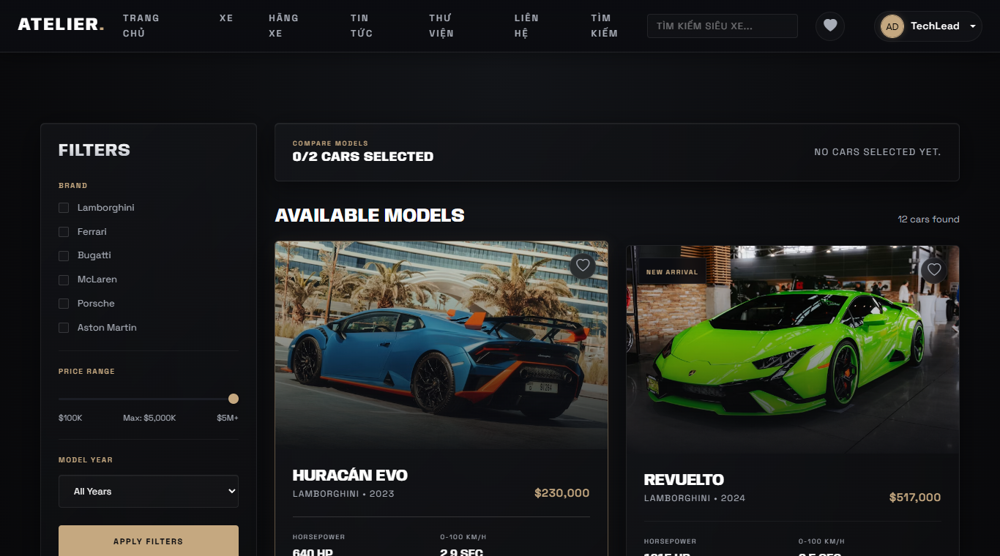 ATELIER.
TRANG CHỦ
XE
HÃNG XE
TIN TỨC
THƯ VIỆN
LIÊN HỆ
TÌM KIẾM
TÌM KIẾM SIÊU XE...
AD
TechLead
FILTERS
BRAND
Lamborghini
Ferrari
Bugatti
McLaren
Porsche
Aston Martin
PRICE RANGE
$100K Max: $5,000K $5M+
MODEL YEAR
All Years
APPLY FILTERS
COMPARE MODELS
0/2 CARS SELECTED
NO CARS SELECTED YET.
AVAILABLE MODELS
12 cars found
HURACÁN EVO
LAMBORGHINI • 2023
$230,000
HORSEPOWER
0-100 KM/H
640 HP
2.9 SEC
NEW ARRIVAL
REVUELTO
LAMBORGHINI • 2024
$517,000
HORSEPOWER
0-100 KM/H